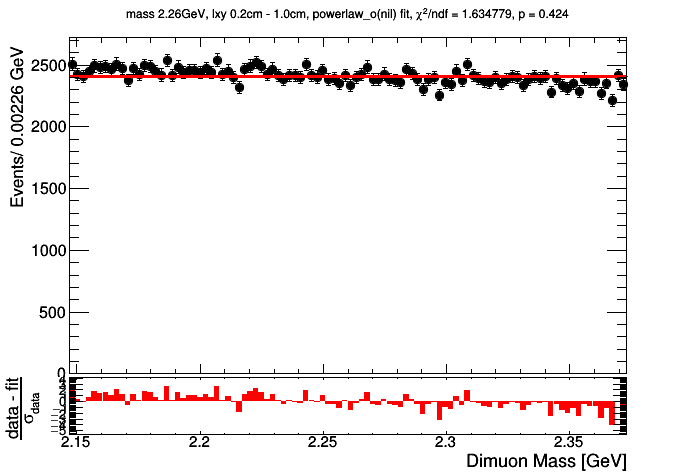 mass 2.26GeV, lxy 0.2cm - 1.0cm, powerlaw_o(nil) fit, χ²/ndf = 1.634779, p = 0.424
Events/ 0.00226 GeV
2500
2000
1500
1000
500
0
data - fit
σdata
2.15 2.2 2.25 2.3 2.35
Dimuon Mass [GeV]